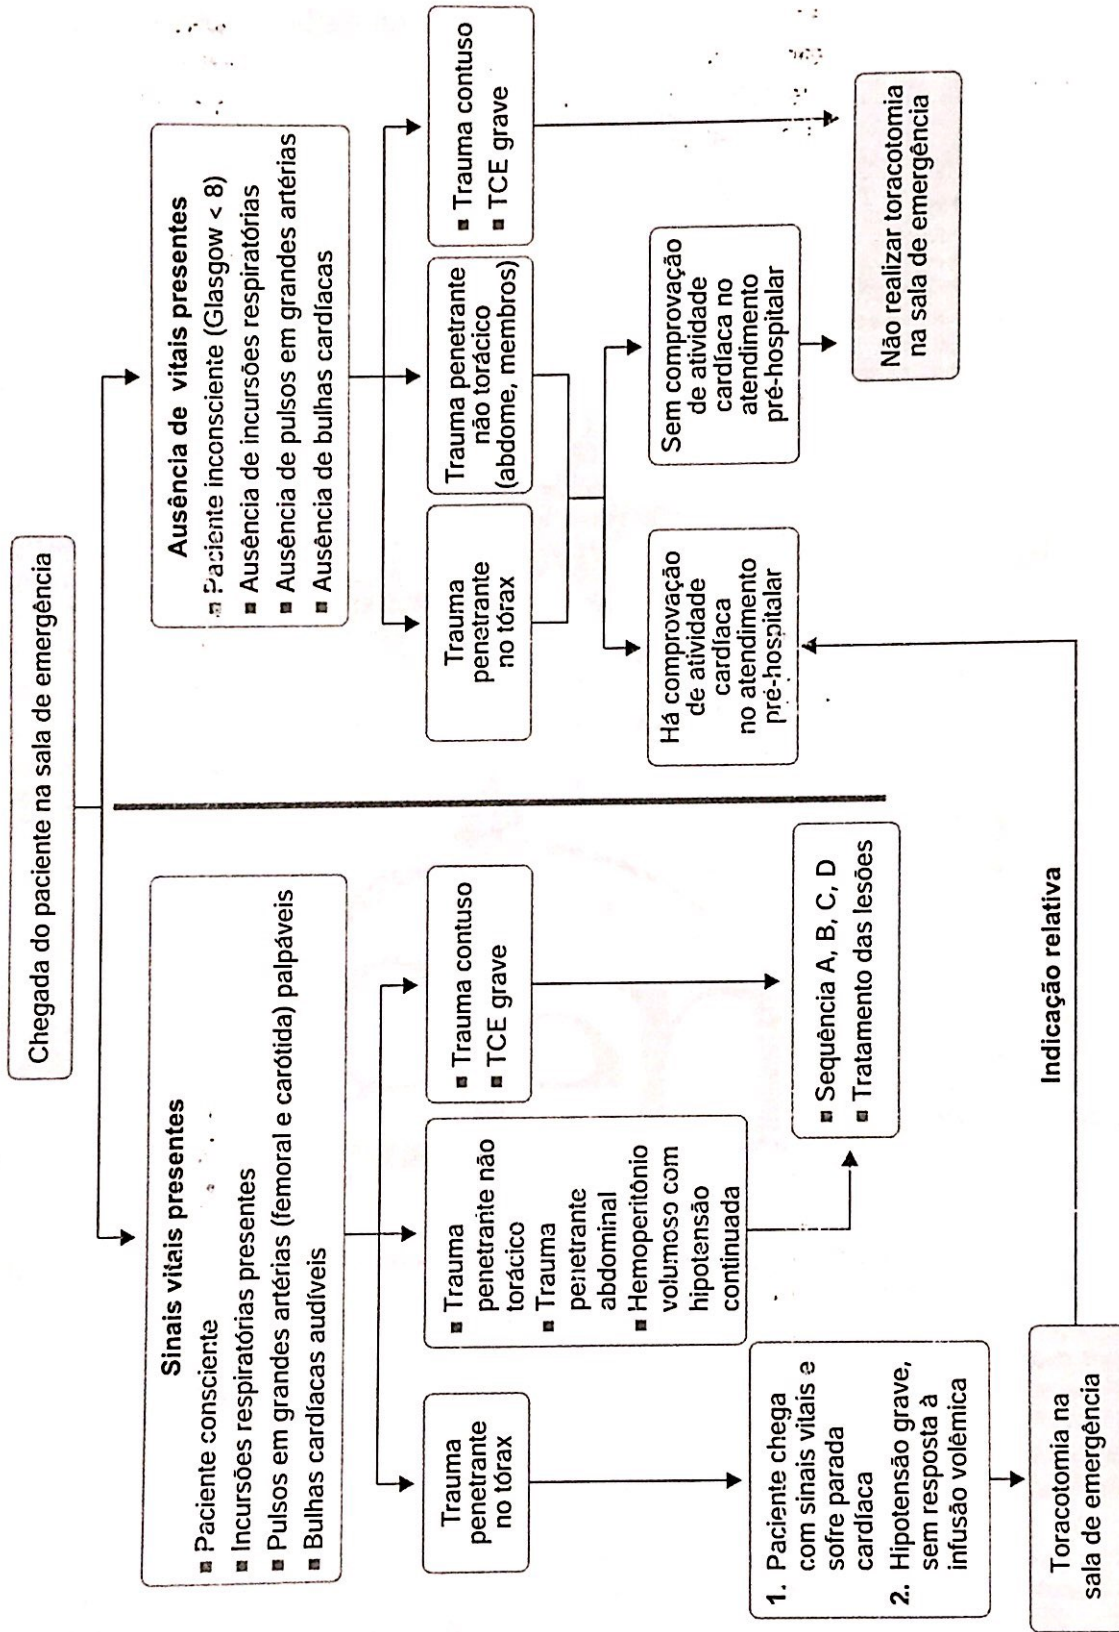 Chegada do paciente na sala de emergência
Sinais vitais presentes
▪ Paciente consciente
▪ Incursões respiratórias presentes
▪ Pulsos em grandes artérias (femoral e carótida) palpáveis
▪ Bulhas cardíacas audíveis
Ausência de vitais presentes
▪ Paciente inconsciente (Glasgow < 8)
▪ Ausência de incursões respiratórias
▪ Ausência de pulsos em grandes artérias
▪ Ausência de bulhas cardíacas
Trauma
penetrante
no tórax
▪ Trauma
penetrante não
torácico
▪ Trauma
penetrante
abdominal
▪ Hemoperitônio
volumoso com
hipotensão
continuada
▪ Trauma contuso
▪ TCE grave
Trauma
penetrante
no tórax
Trauma penetrante
não torácico
(abdome, membros)
▪ Trauma contuso
▪ TCE grave
1. Paciente chega
com sinais vitais e
sofre parada
cardíaca
2. Hipotensão grave,
sem resposta à
infusão volêmica
▪ Sequência A, B, C, D
▪ Tratamento das lesões
Há comprovação
de atividade
cardíaca
no atendimento
pré-hospitalar
Sem comprovação
de atividade
cardíaca no
atendimento
pré-hospitalar
Toracotomia na
sala de emergência
Indicação relativa
Não realizar toracotomia
na sala de emergência